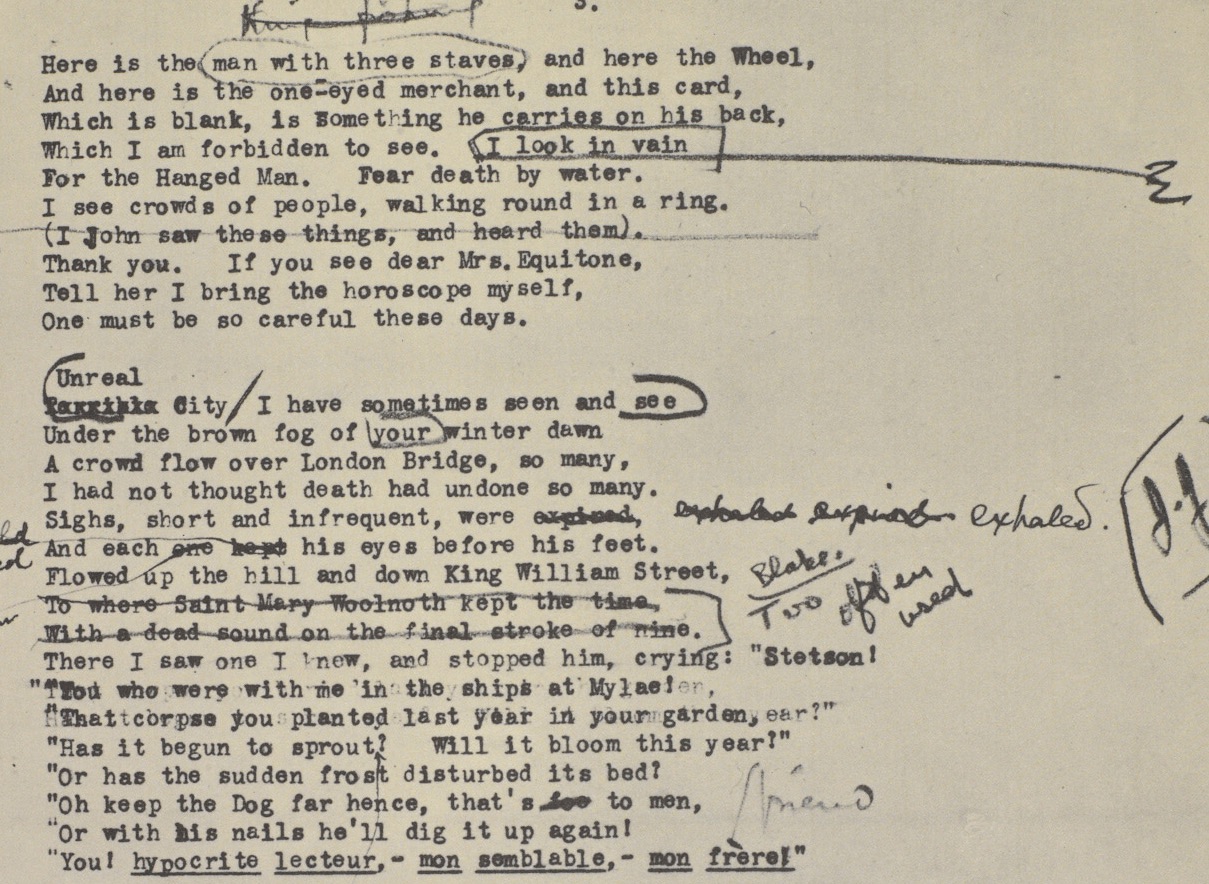 3.
Here is the man with three staves, and here the Wheel,
And here is the one-eyed merchant, and this card,
Which is blank, is something he carries on his back,
Which I am forbidden to see. I look in vain
For the Hanged Man. Fear death by water.
I see crowds of people, walking round in a ring.
(I John saw these things, and heard them).
Thank you. If you see dear Mrs. Equitone,
Tell her I bring the horoscope myself,
One must be so careful these days.
Unreal
Terrible City, I have sometimes seen and see
Under the brown fog of your winter dawn
A crowd flow over London Bridge, so many,
I had not thought death had undone so many.
Sighs, short and infrequent, were expired, exhaled expired exhaled.
And each one kept his eyes before his feet.
Flowed up the hill and down King William Street, Blake.
To where Saint Mary Woolnoth kept the time, Too often
With a dead sound on the final stroke of nine. used
There I saw one I knew, and stopped him, crying: "Stetson!
"You who were with me in the ships at Mylae!
"That corpse you planted last year in your garden,
"Has it begun to sprout? Will it bloom this year?"
"Or has the sudden frost disturbed its bed?
"Oh keep the Dog far hence, that's foe to men, friend
"Or with his nails he'll dig it up again!
"You! hypocrite lecteur,- mon semblable,- mon frère!"